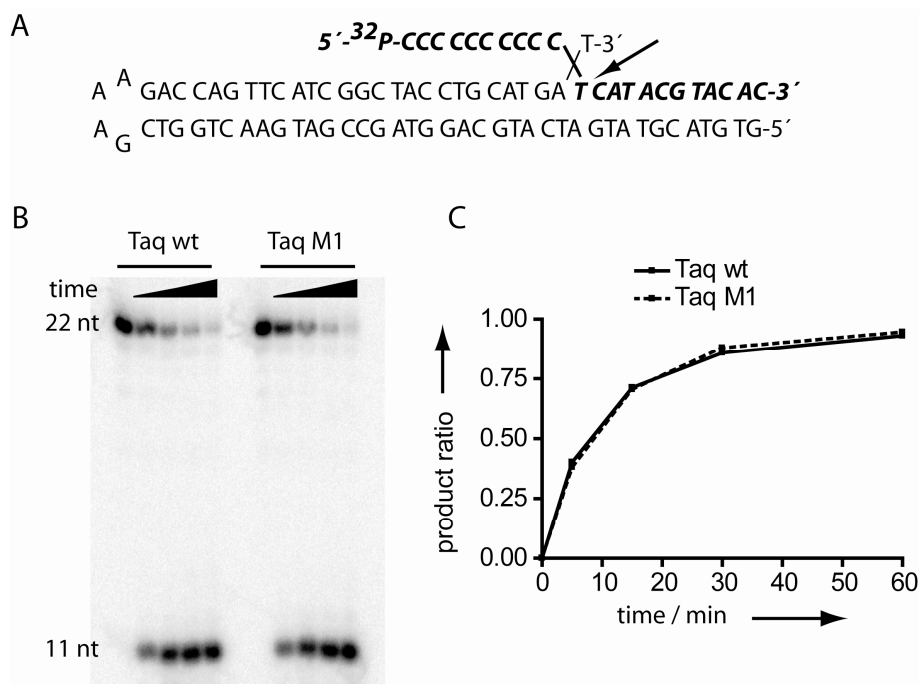 A
5´-32P-CCC CCC CCC C
T-3´
A A GAC CAG TTC ATC GGC TAC CTG CAT GA T CAT ACG TAC AC-3´
A G CTG GTC AAG TAG CCG ATG GAC GTA CTA GTA TGC ATG TG-5´
B
Taq wt Taq M1
time
22 nt
11 nt
C
Taq wt
Taq M1
1.00
0.75
0.50
0.25
0.00
product ratio
0 10 20 30 40 50 60
time / min